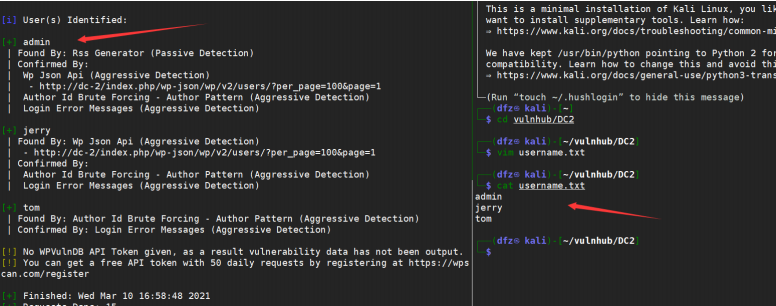 [i] User(s) Identified:
[+] admin
| Found By: Rss Generator (Passive Detection)
| Confirmed By:
|  Wp Json Api (Aggressive Detection)
|   - http://dc-2/index.php/wp-json/wp/v2/users/?per_page=100&page=1
|  Author Id Brute Forcing - Author Pattern (Aggressive Detection)
|  Login Error Messages (Aggressive Detection)
[+] jerry
| Found By: Wp Json Api (Aggressive Detection)
|  - http://dc-2/index.php/wp-json/wp/v2/users/?per_page=100&page=1
| Confirmed By:
|  Author Id Brute Forcing - Author Pattern (Aggressive Detection)
|  Login Error Messages (Aggressive Detection)
[+] tom
| Found By: Author Id Brute Forcing - Author Pattern (Aggressive Detection)
| Confirmed By: Login Error Messages (Aggressive Detection)
[!] No WPVulnDB API Token given, as a result vulnerability data has not been output.
[!] You can get a free API token with 50 daily requests by registering at https://wps
can.com/register
[+] Finished: Wed Mar 10 16:58:48 2021
This is a minimal installation of Kali Linux, you lik
want to install supplementary tools. Learn how:
⇒ https://www.kali.org/docs/troubleshooting/common-mi
We have kept /usr/bin/python pointing to Python 2 for
compatibility. Learn how to change this and avoid thi
⇒ https://www.kali.org/docs/general-use/python3-trans
└─(Run “touch ~/.hushlogin” to hide this message)
┌──(dfz㉿kali)-[~]
└─$ cd vulnhub/DC2
┌──(dfz㉿kali)-[~/vulnhub/DC2]
└─$ vim username.txt
┌──(dfz㉿kali)-[~/vulnhub/DC2]
└─$ cat username.txt
admin
jerry
tom
┌──(dfz㉿kali)-[~/vulnhub/DC2]
└─$